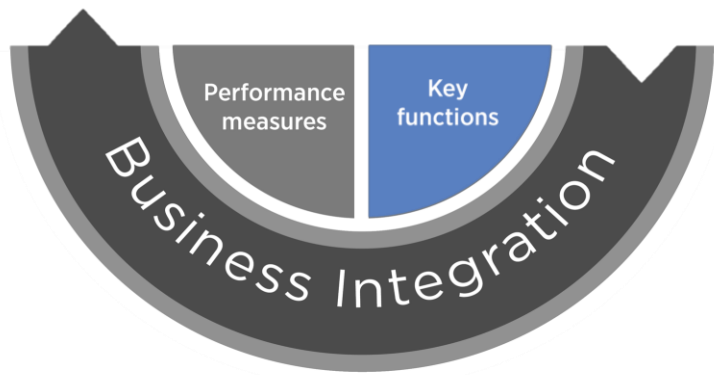 Performance
measures
Key
functions
Business Integration